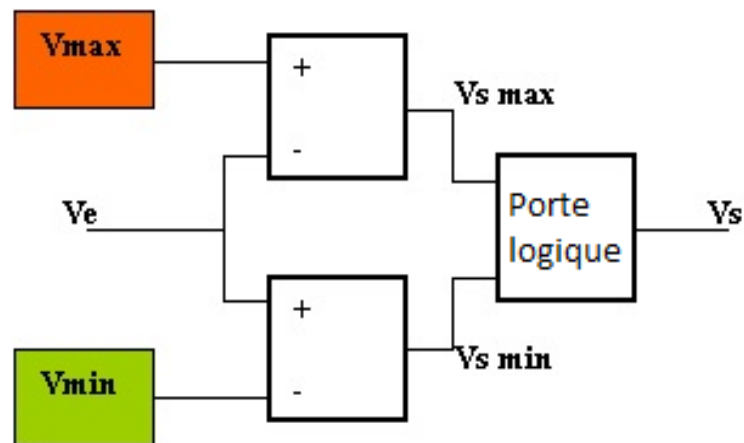 Vmax
+
-
Vs max
Ve
Porte
logique
Vs
+
-
Vs min
Vmin